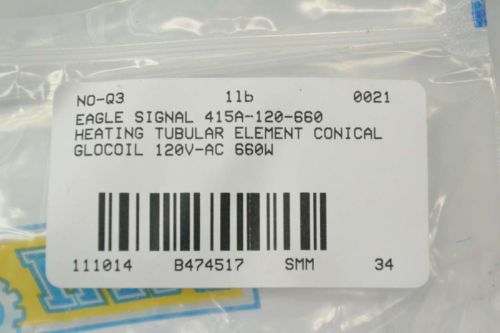 NO-Q3 11b 0021
EAGLE SIGNAL 415A-120-660
HEATING TUBULAR ELEMENT CONICAL
GLOCOIL 120V-AC 660W
111014 B474517 SMM 34